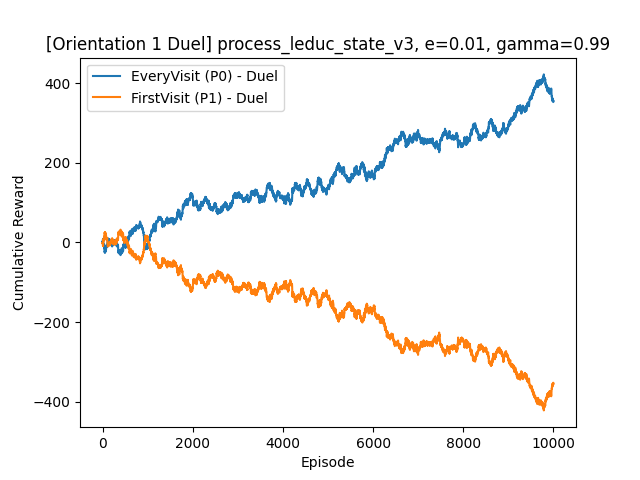 [Orientation 1 Duel] process_leduc_state_v3, e=0.01, gamma=0.99
EveryVisit (P0) - Duel
FirstVisit (P1) - Duel
400
200
0
−200
−400
Cumulative Reward
0 2000 4000 6000 8000 10000
Episode